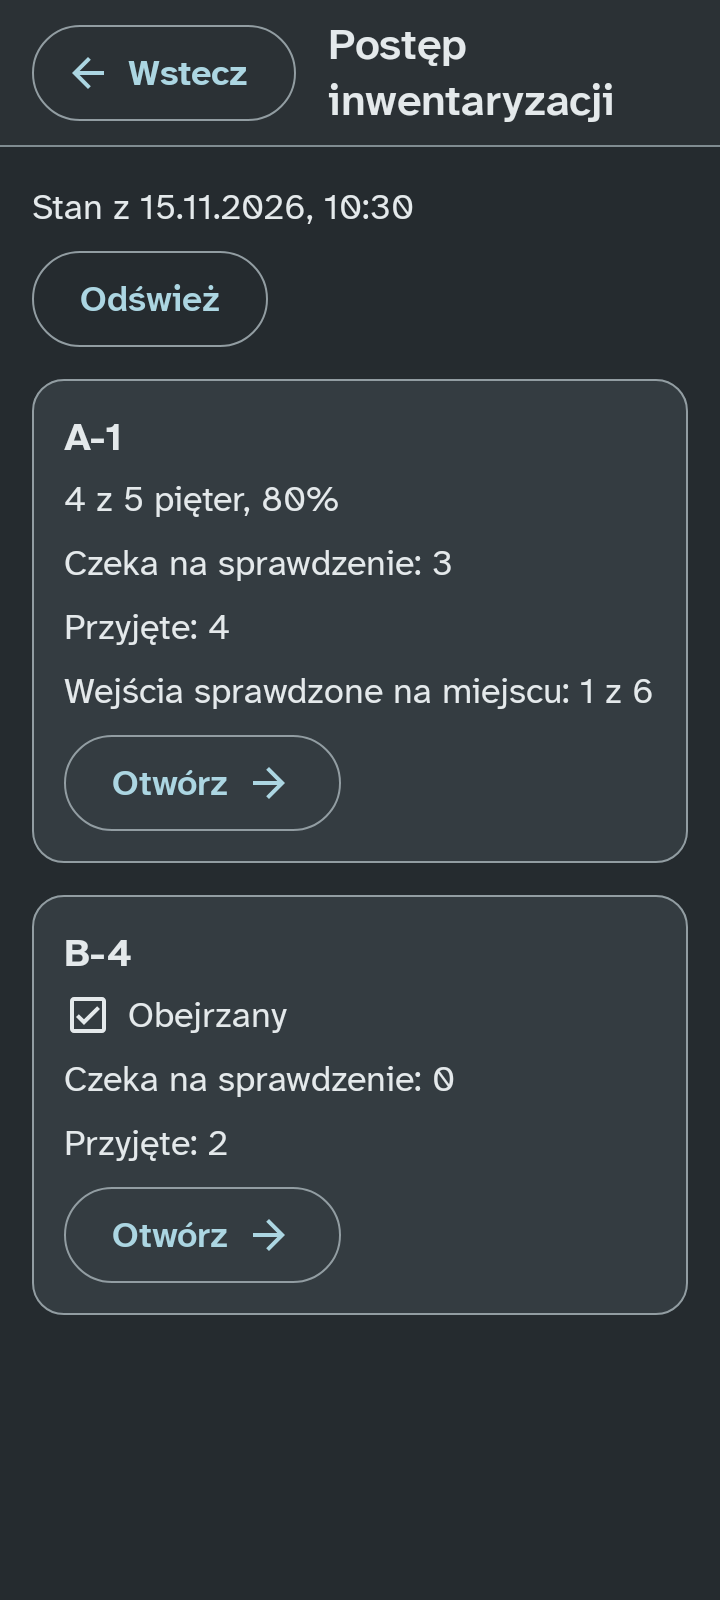 Wstecz
Postęp
inwentaryzacji
Stan z 15.11.2026, 10:30
Odśwież
A-1
4 z 5 pięter, 80%
Czeka na sprawdzenie: 3
Przyjęte: 4
Wejścia sprawdzone na miejscu: 1 z 6
Otwórz
B-4
Obejrzany
Czeka na sprawdzenie: 0
Przyjęte: 2
Otwórz